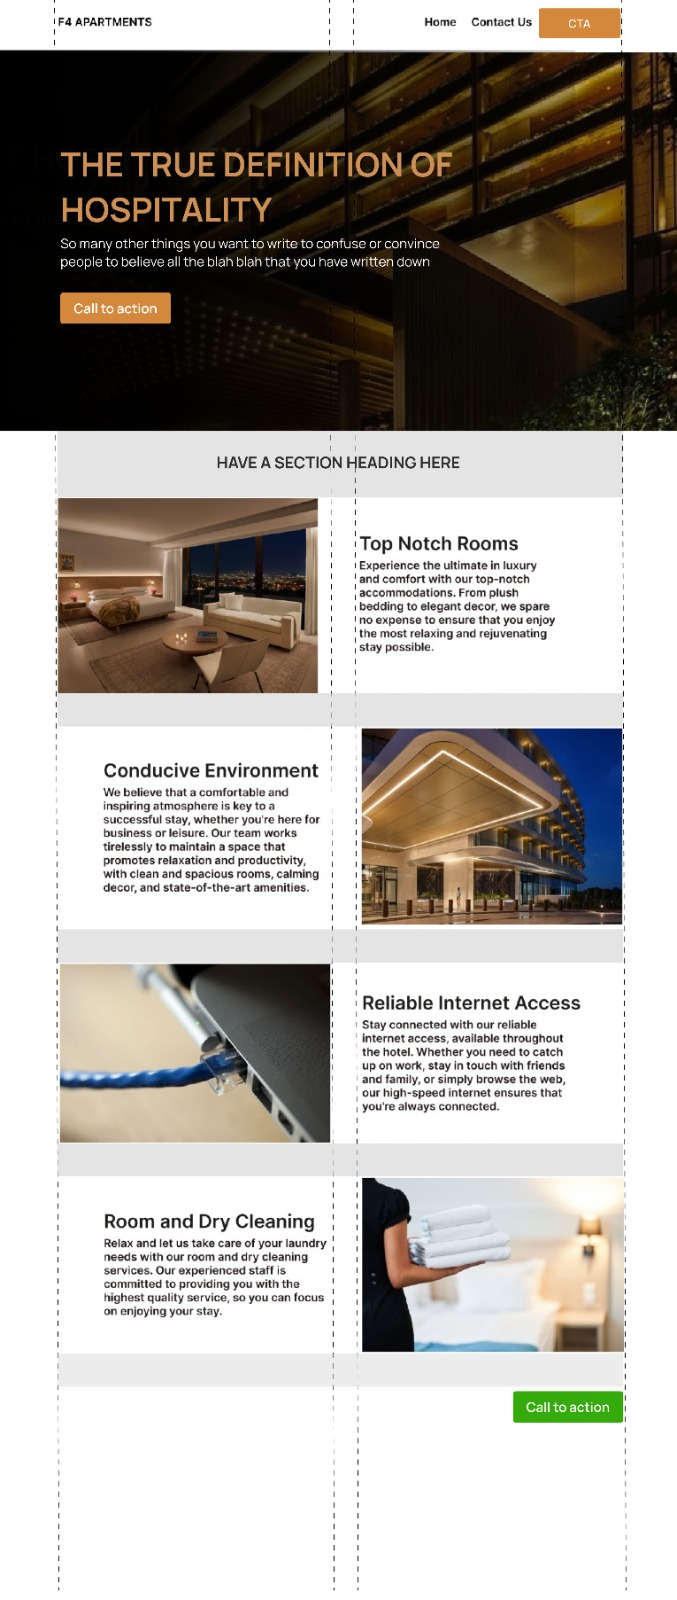 F4 APARTMENTS
Home
Contact Us
CTA
THE TRUE DEFINITION OF
HOSPITALITY
So many other things you want to write to confuse or convince
people to believe all the blah blah that you have written down
Call to action
HAVE A SECTION HEADING HERE
Top Notch Rooms
Experience the ultimate in luxury
and comfort with our top-notch
accommodations. From plush
bedding to elegant decor, we spare
no expense to ensure that you enjoy
the most relaxing and rejuvenating
stay possible.
Conducive Environment
We believe that a comfortable and
inspiring atmosphere is key to a
successful stay, whether you're here for
business or leisure. Our team works
tirelessly to maintain a space that
promotes relaxation and productivity,
with clean and spacious rooms, calming
decor, and state-of-the-art amenities.
Reliable Internet Access
Stay connected with our reliable
internet access, available throughout
the hotel. Whether you need to catch
up on work, stay in touch with friends
and family, or simply browse the web,
our high-speed internet ensures that
you're always connected.
Room and Dry Cleaning
Relax and let us take care of your laundry
needs with our room and dry cleaning
services. Our experienced staff is
committed to providing you with the
highest quality service, so you can focus
on enjoying your stay.
Call to action